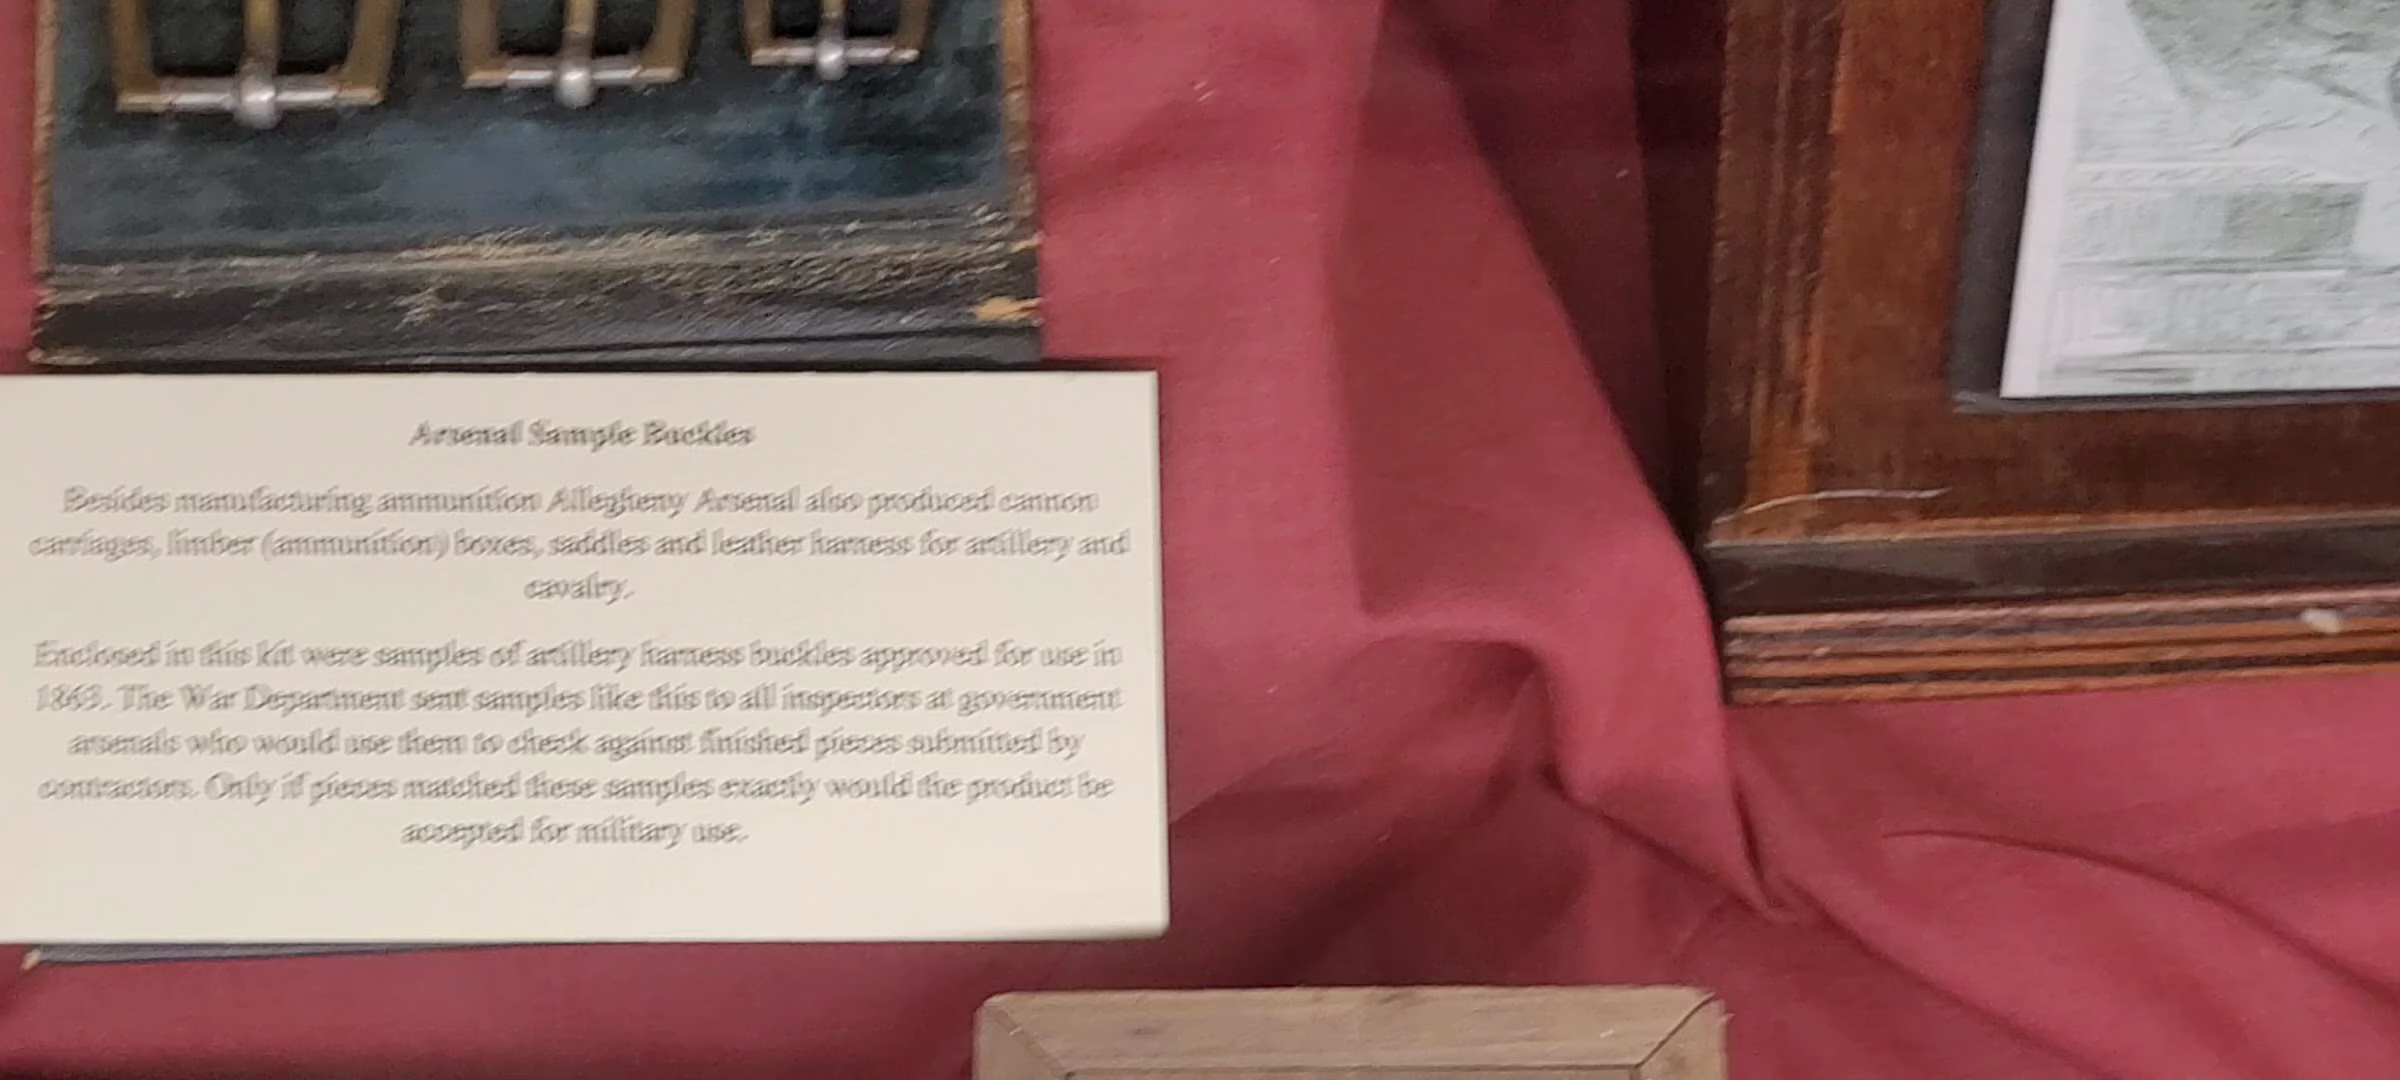 Arsenal Sample Buckles
Besides manufacturing ammunition Allegheny Arsenal also produced cannon
carriages, limber (ammunition) boxes, saddles and leather harness for artillery and
cavalry.
Enclosed in this kit were samples of artillery harness buckles approved for use in
1863. The War Department sent samples like this to all inspectors at government
arsenals who would use them to check against finished pieces submitted by
contractors. Only if pieces matched these samples exactly would the product be
accepted for military use.